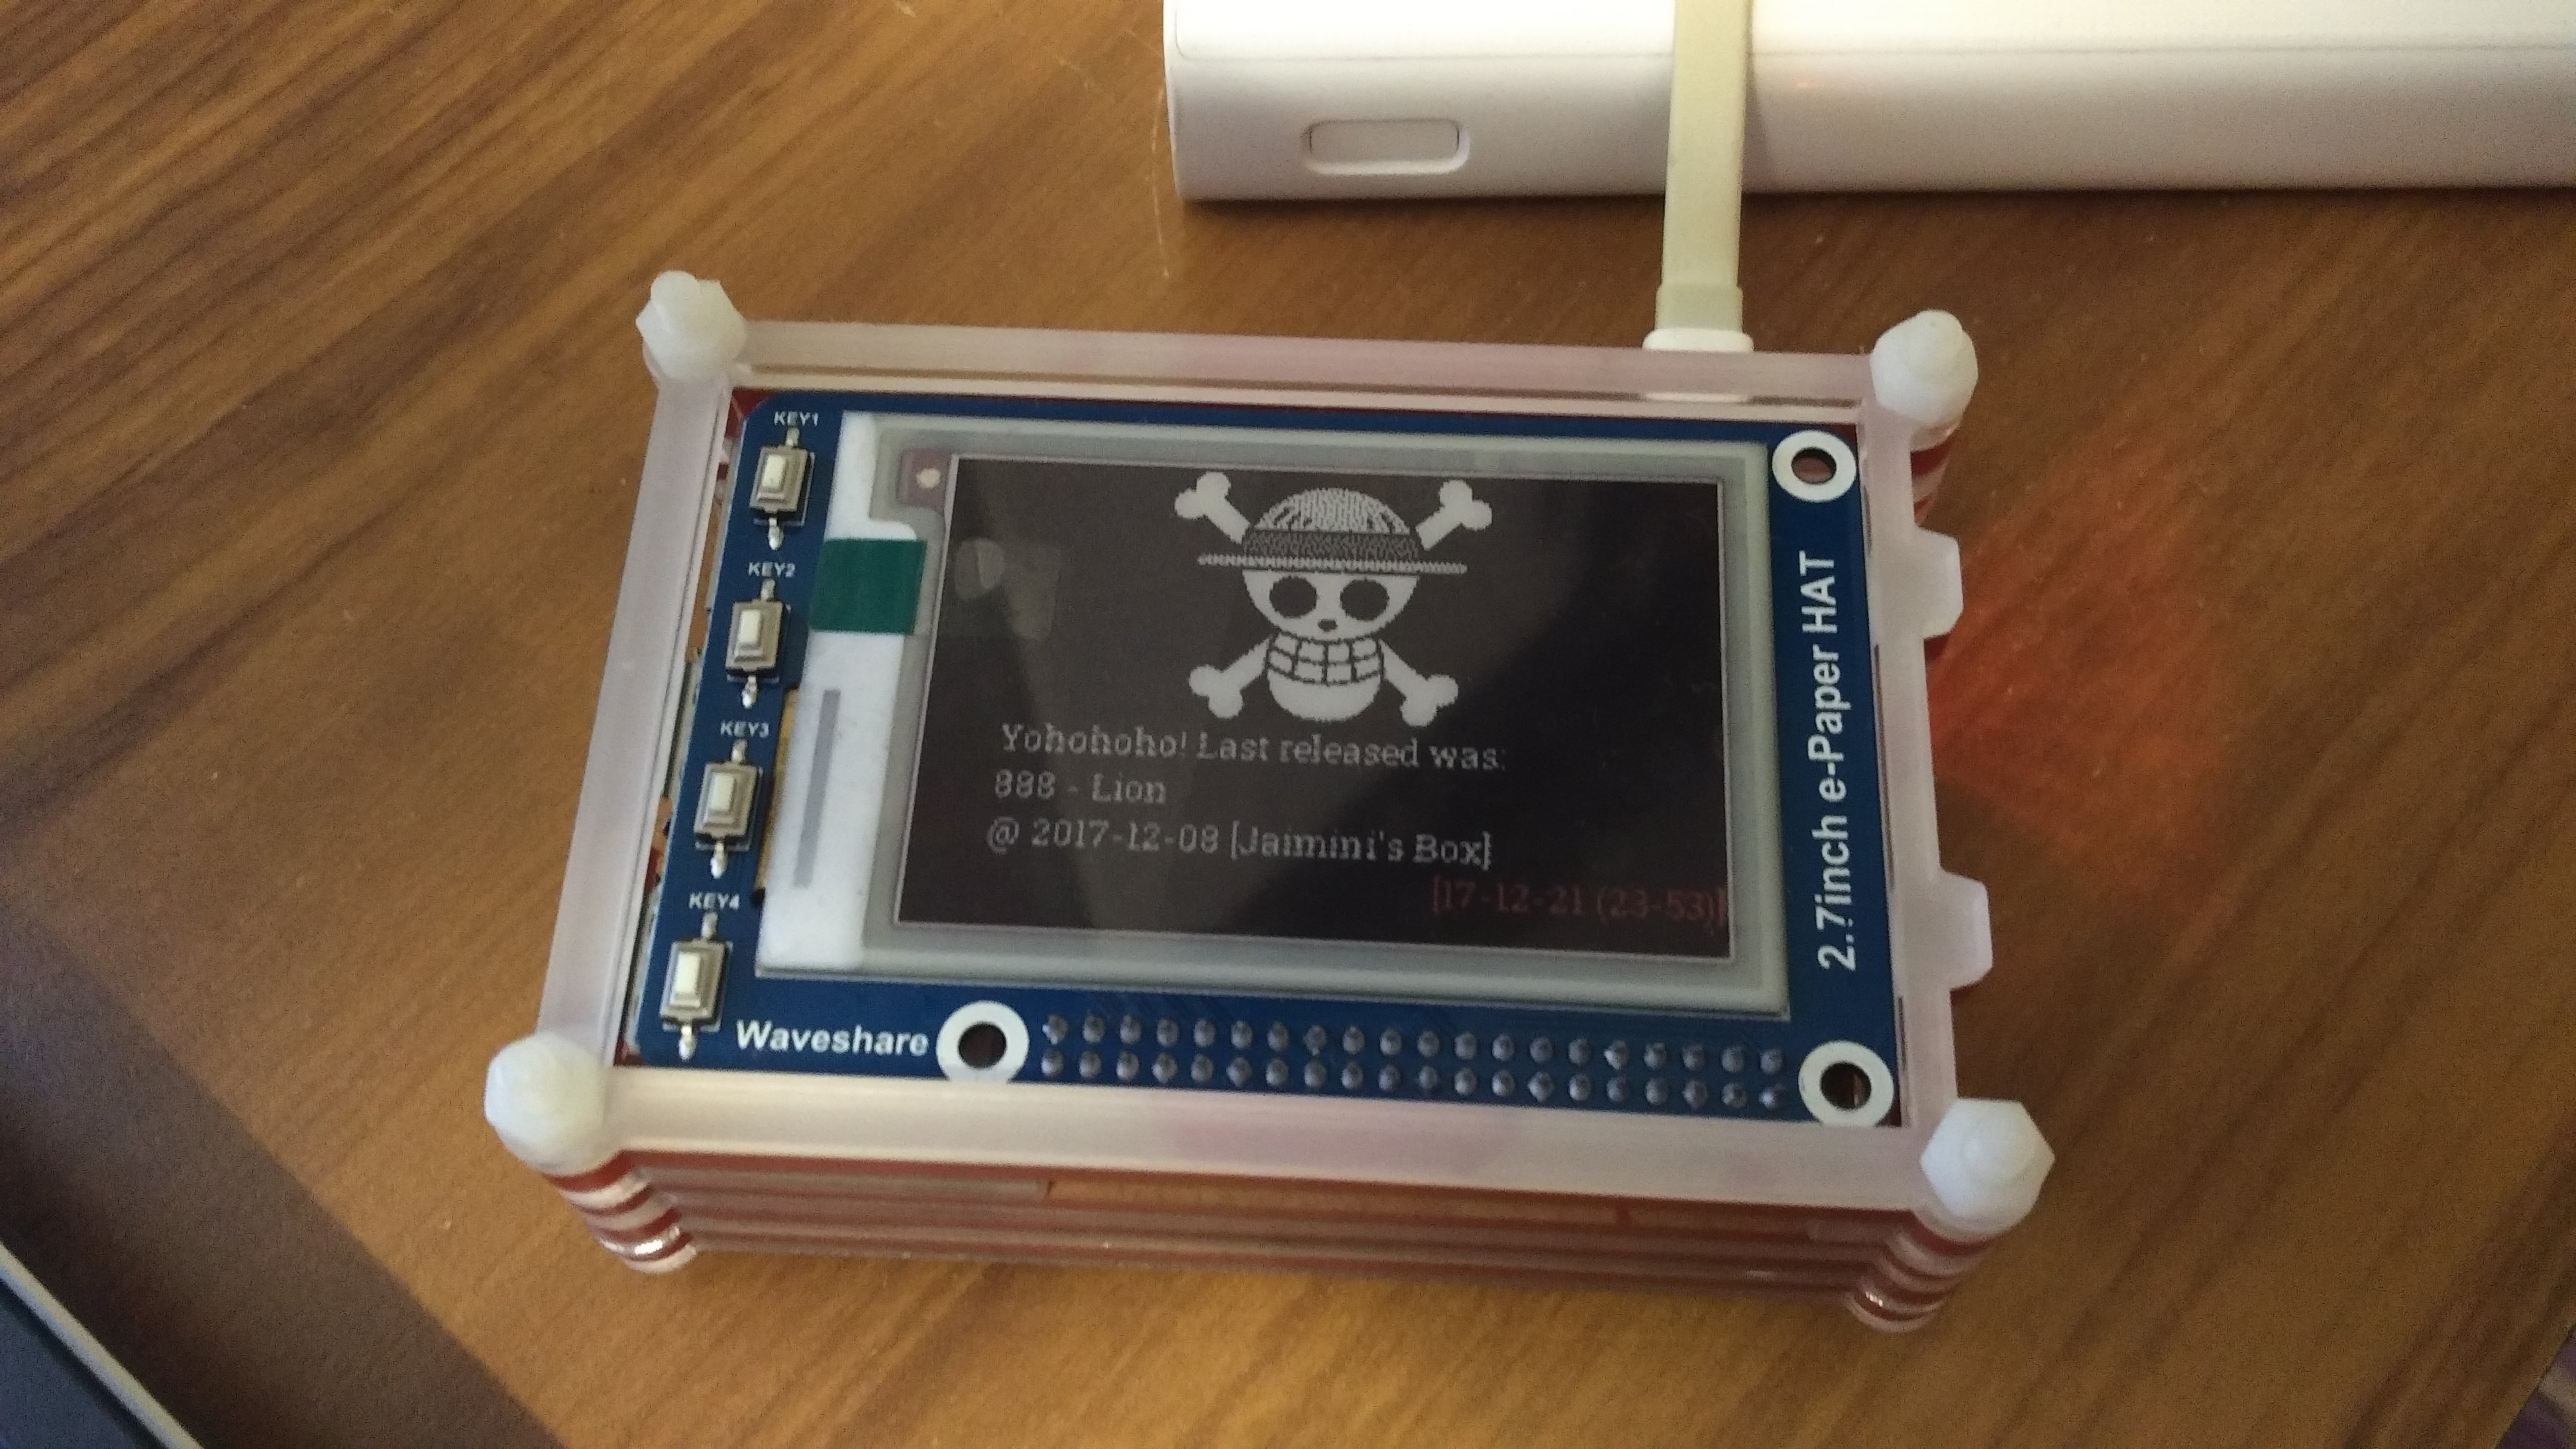 KEY1
KEY2
KEY3
KEY4
Yohohoho! Last released was:
888 - Lion
@ 2017-12-08 [Jaimini's Box]
[17-12-21 (23-53)]
2.7inch e-Paper HAT
Waveshare